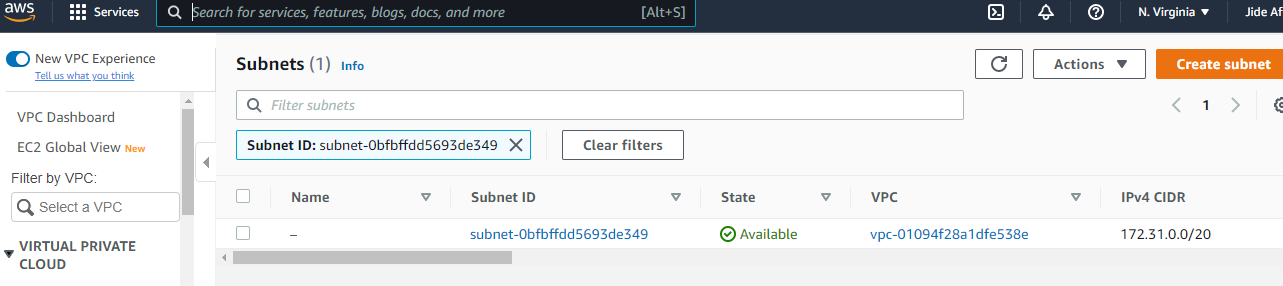 aws
Services
Search for services, features, blogs, docs, and more
[Alt+S]
N. Virginia
Jide Af
New VPC Experience
Tell us what you think
VPC Dashboard
EC2 Global View New
Filter by VPC:
Select a VPC
VIRTUAL PRIVATE
CLOUD
Subnets (1) Info
Actions
Create subnet
Filter subnets
1
Subnet ID: subnet-0bfbffdd5693de349
Clear filters
Name Subnet ID State VPC IPv4 CIDR
– subnet-0bfbffdd5693de349 Available vpc-01094f28a1dfe538e 172.31.0.0/20